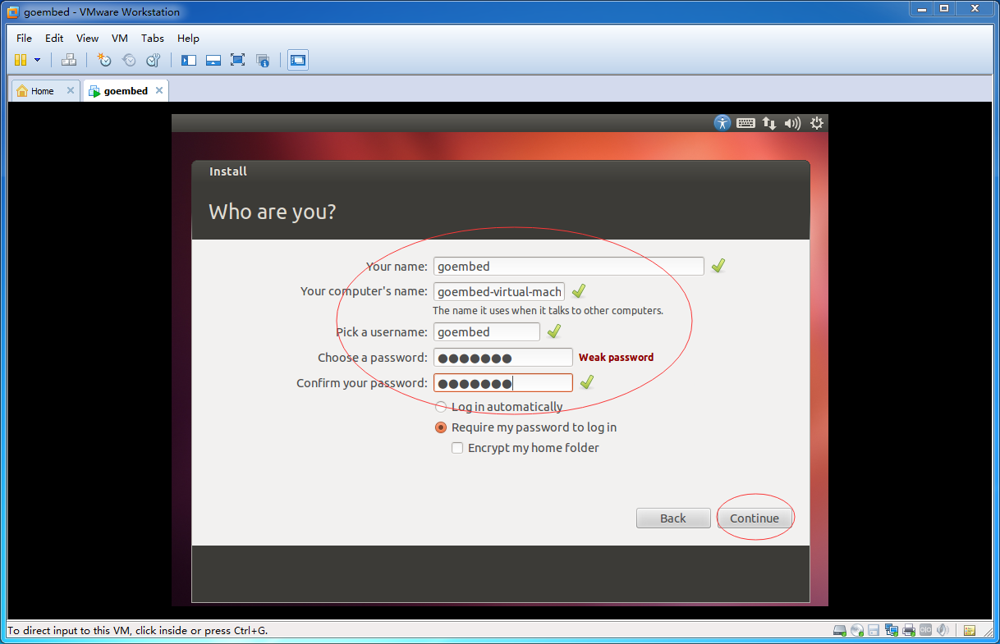 goembed - VMware Workstation
File Edit View VM Tabs Help
Home goembed
Install
Who are you?
Your name: goembed
Your computer's name: goembed-virtual-mach
The name it uses when it talks to other computers.
Pick a username: goembed
Choose a password: ●●●●●●● Weak password
Confirm your password: ●●●●●●●
Log in automatically
Require my password to log in
Encrypt my home folder
Back Continue
To direct input to this VM, click inside or press Ctrl+G.